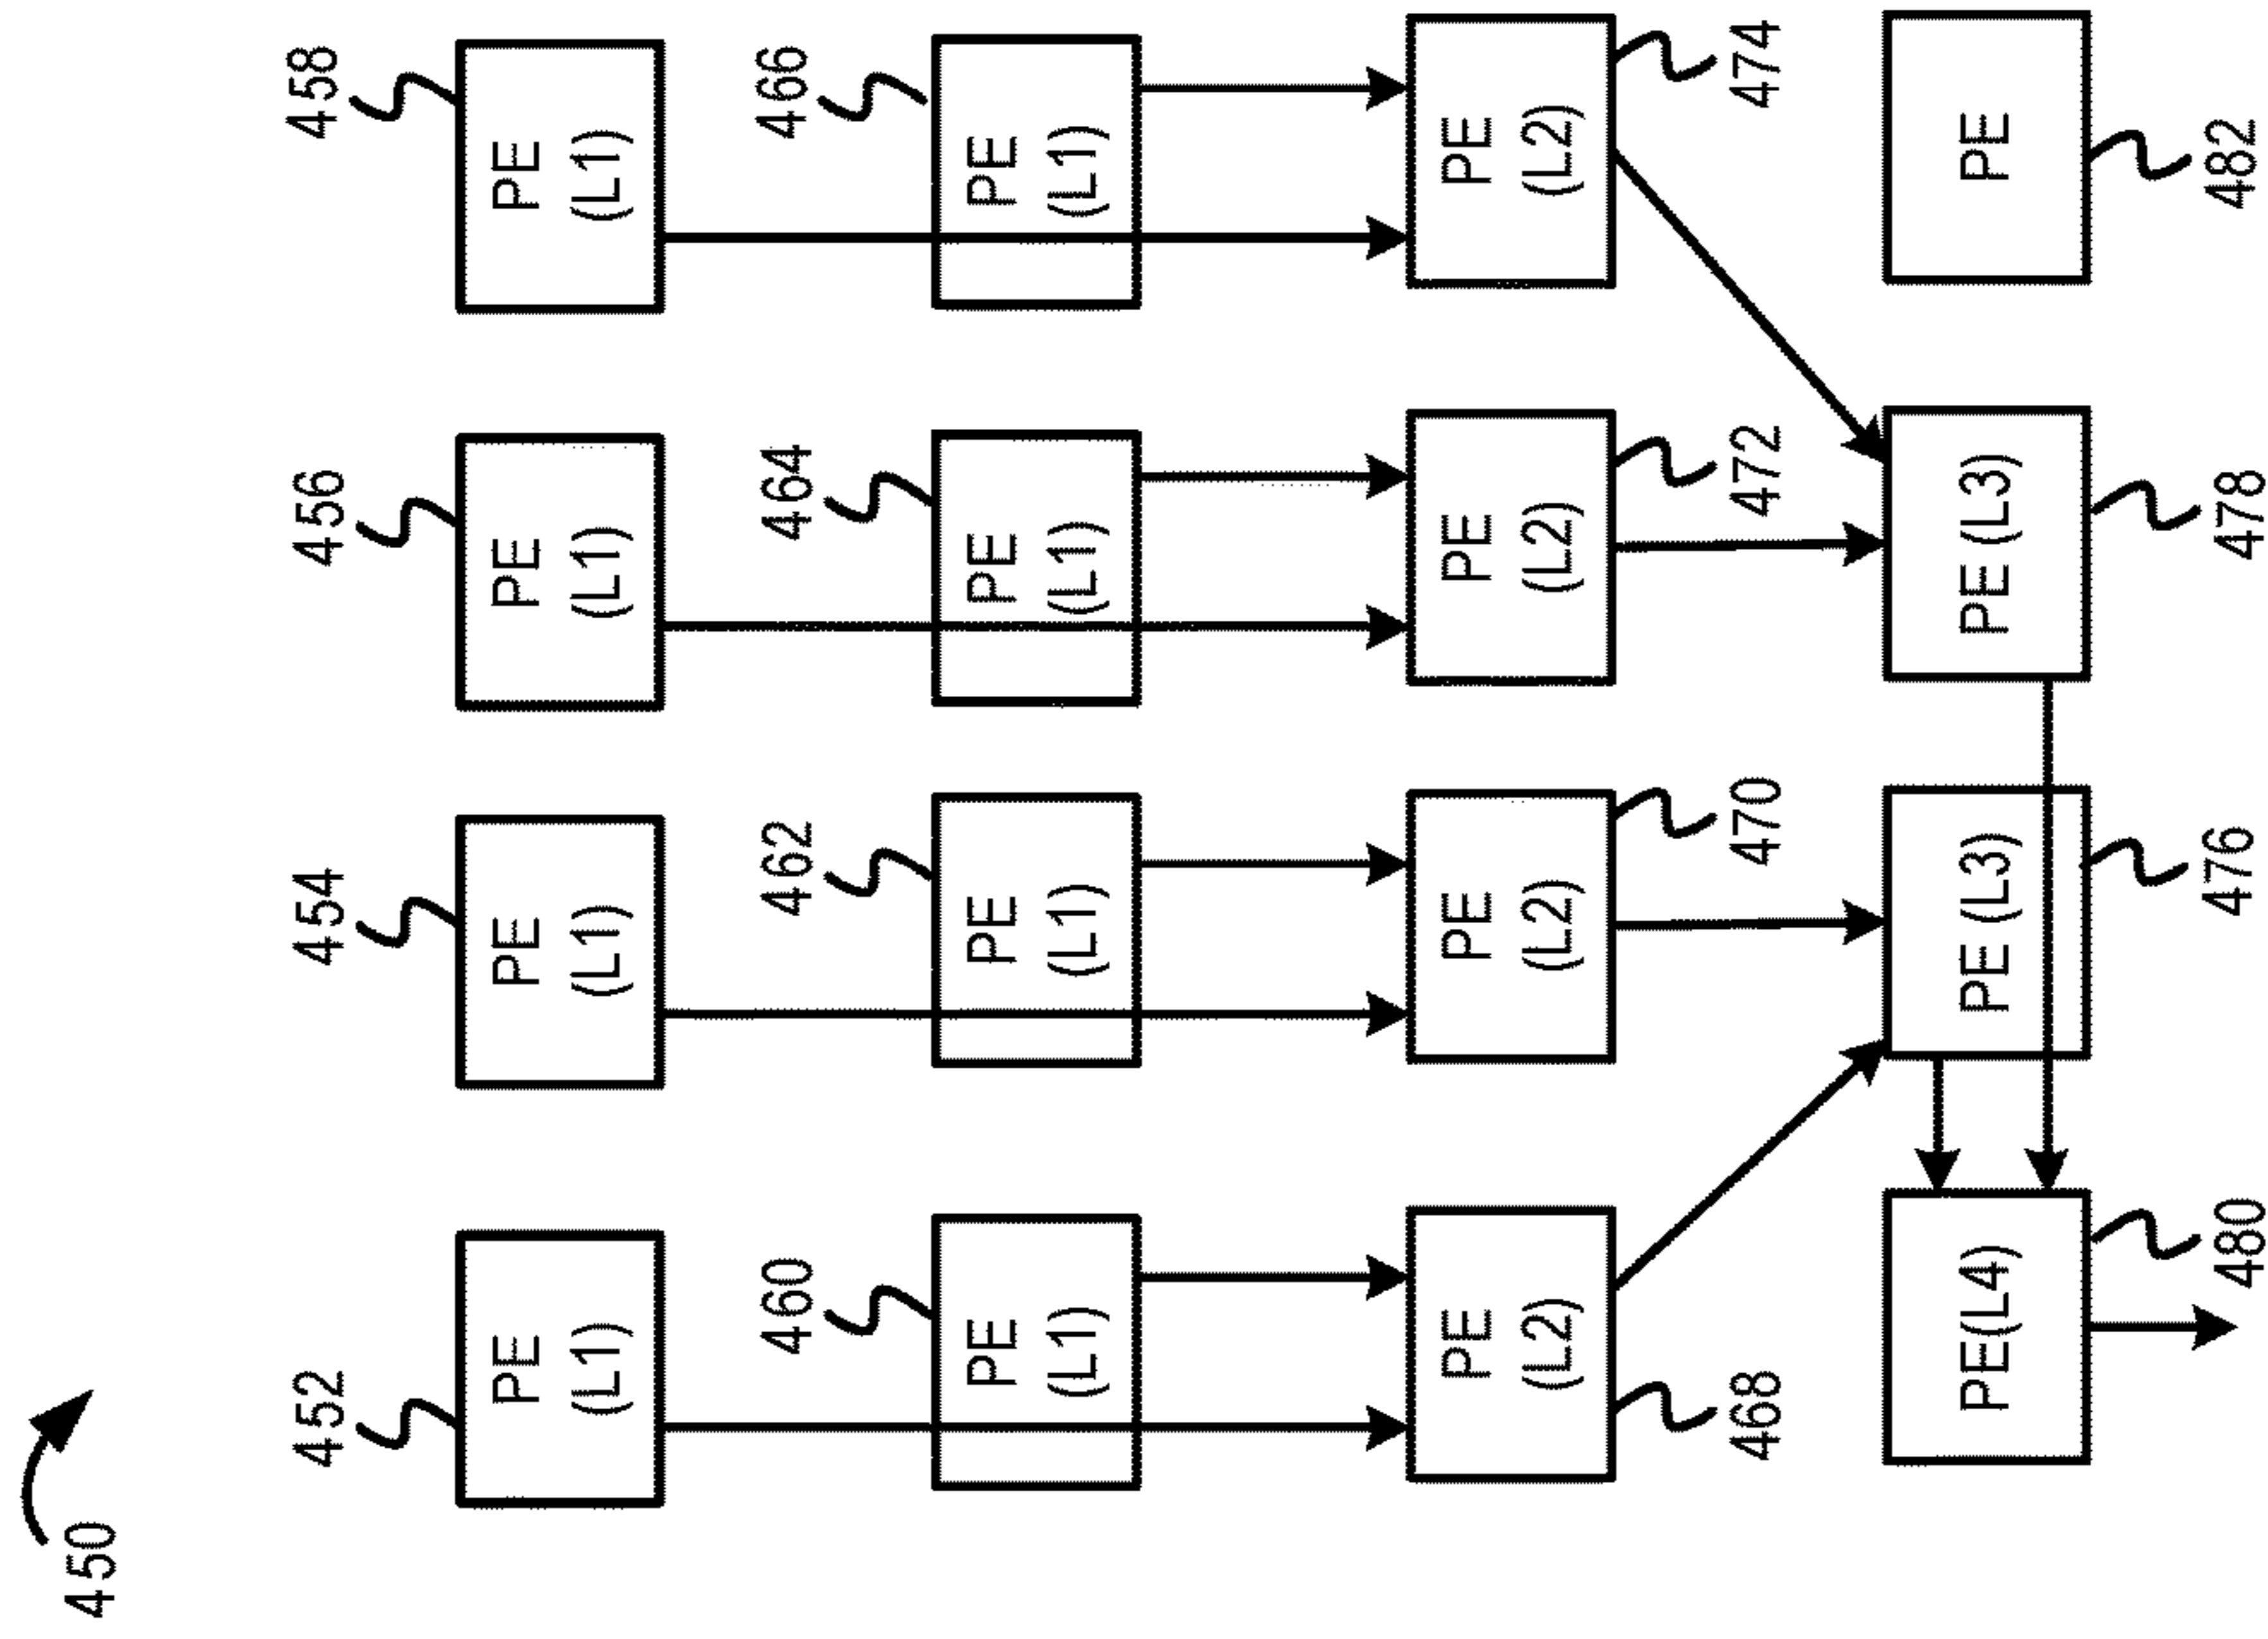 450
452
454
456
458
PE
(L1)
PE
(L1)
PE
(L1)
PE
(L1)
460
462
464
466
PE
(L1)
PE
(L1)
PE
(L1)
PE
(L1)
PE
(L2)
PE
(L2)
PE
(L2)
PE
(L2)
468
470
472
474
PE(L4)
PE (L3)
PE (L3)
PE
480
476
478
482